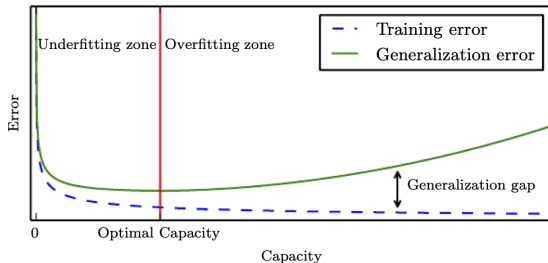 Underfitting zone
Overfitting zone
Training error
Generalization error
Error
Generalization gap
0
Optimal Capacity
Capacity